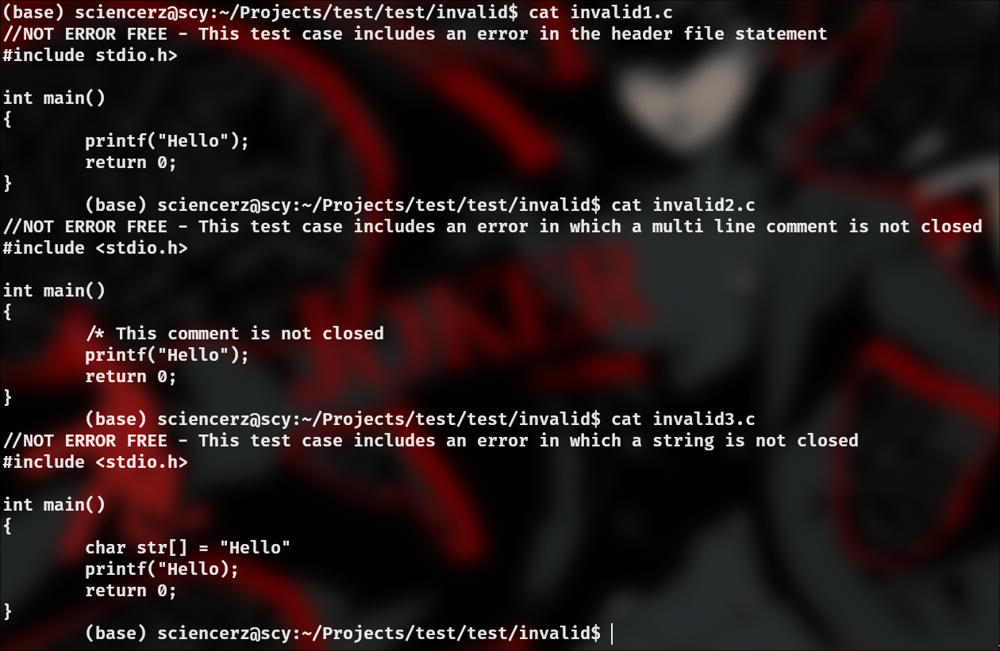 (base) sciencerz@scy:~/Projects/test/test/invalid$ cat invalid1.c
//NOT ERROR FREE - This test case includes an error in the header file statement
#include stdio.h>

int main()
{
        printf("Hello");
        return 0;
}
        (base) sciencerz@scy:~/Projects/test/test/invalid$ cat invalid2.c
//NOT ERROR FREE - This test case includes an error in which a multi line comment is not closed
#include <stdio.h>

int main()
{
        /* This comment is not closed
        printf("Hello");
        return 0;
}
        (base) sciencerz@scy:~/Projects/test/test/invalid$ cat invalid3.c
//NOT ERROR FREE - This test case includes an error in which a string is not closed
#include <stdio.h>

int main()
{
        char str[] = "Hello"
        printf("Hello);
        return 0;
}
        (base) sciencerz@scy:~/Projects/test/test/invalid$